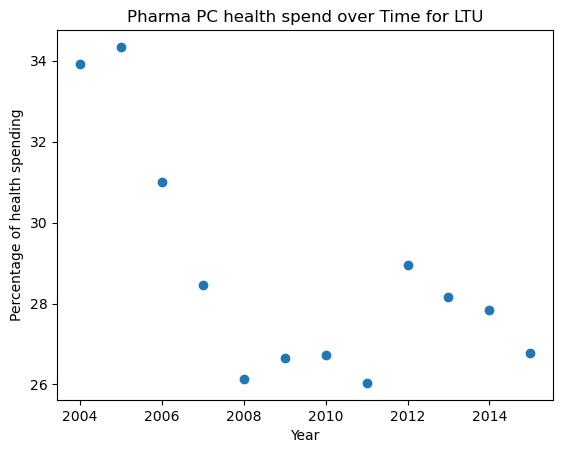 Pharma PC health spend over Time for LTU
Percentage of health spending
34
32
30
28
26
2004 2006 2008 2010 2012 2014
Year